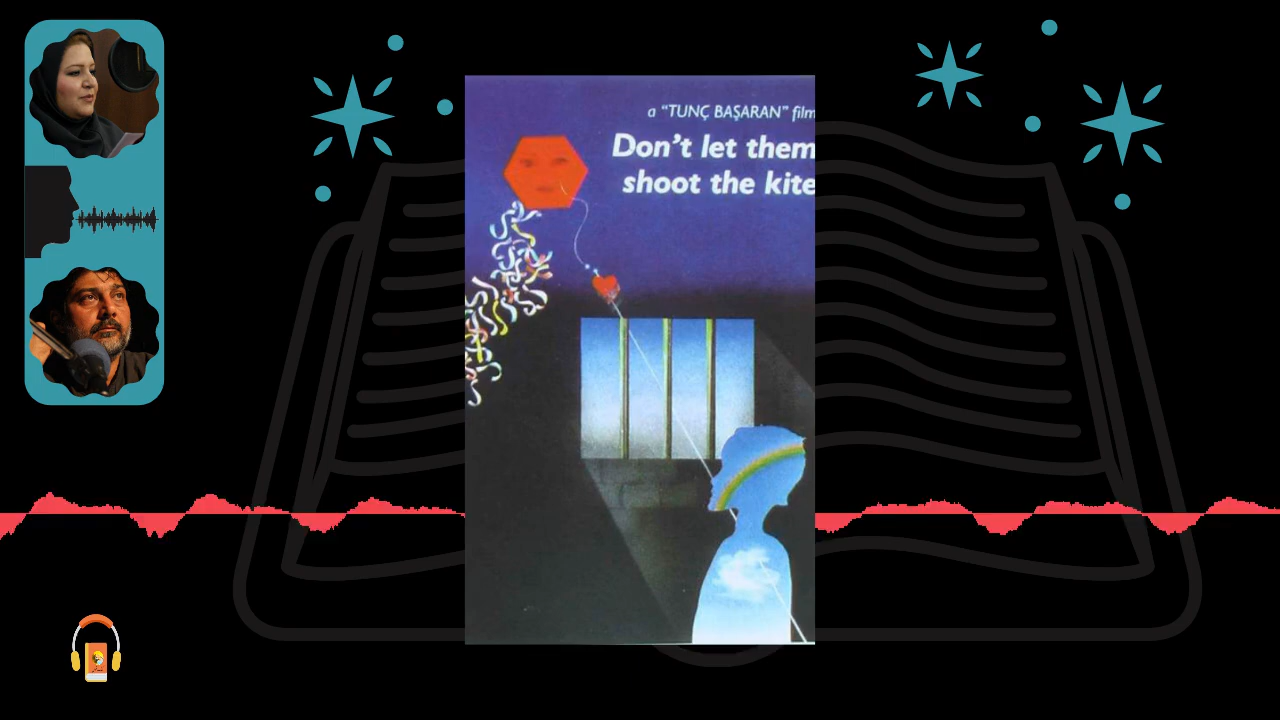 a “TUNÇ BAŞARAN” film
Don’t let them
shoot the kite